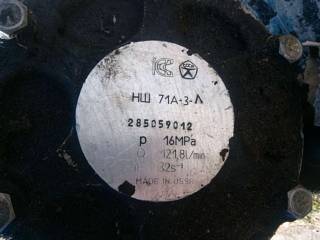 НШ 71А-3-Л
285059012
p 16MPa
Q 121,8l/min
32s⁻¹
MADE IN USSR